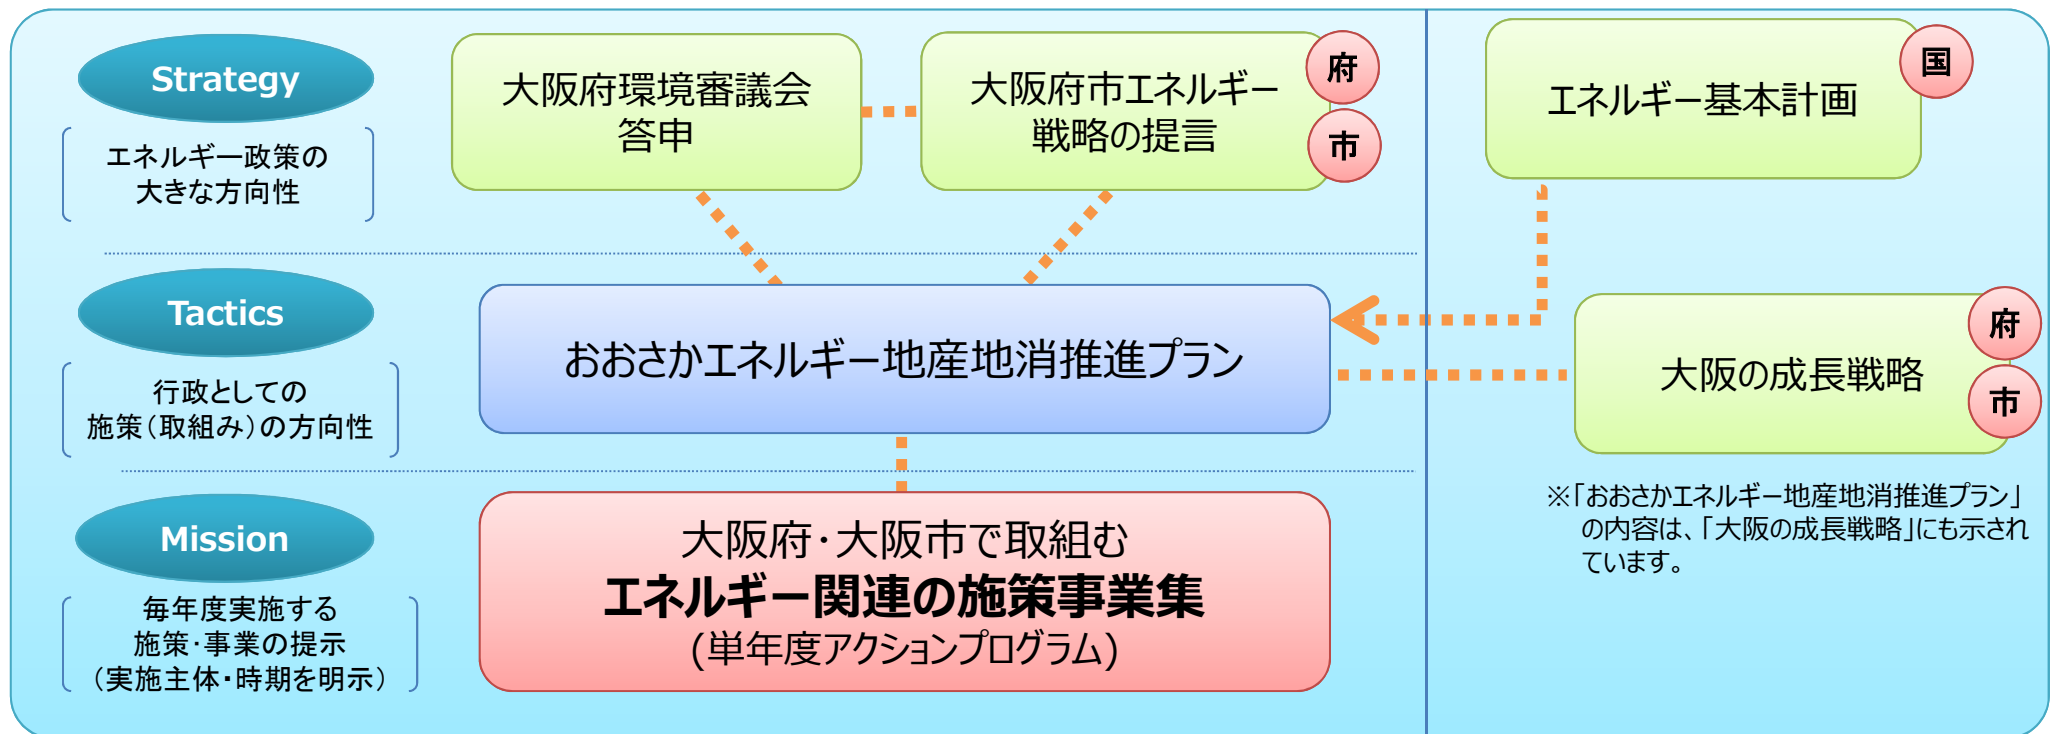 Strategy
エネルギー政策の
大きな方向性
大阪府環境審議会
答申
大阪府市エネルギー
戦略の提言
府
市
エネルギー基本計画
国
Tactics
行政としての
施策(取組み)の方向性
おおさかエネルギー地産地消推進プラン
大阪の成長戦略
府
市
※「おおさかエネルギー地産地消推進プラン」
の内容は、「大阪の成長戦略」にも示され
ています。
Mission
毎年度実施する
施策・事業の提示
(実施主体・時期を明示)
大阪府・大阪市で取組む
エネルギー関連の施策事業集
(単年度アクションプログラム)